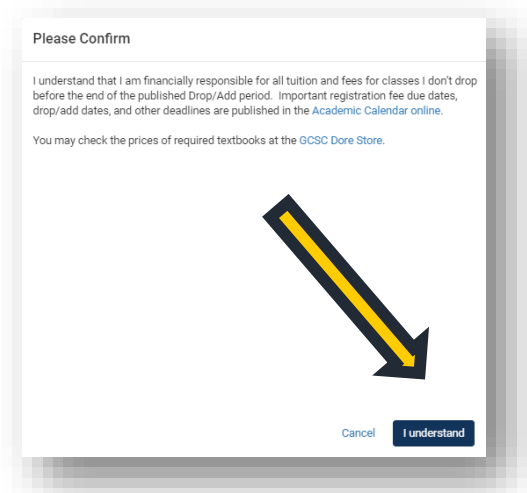 Please Confirm
I understand that I am financially responsible for all tuition and fees for classes I don't drop
before the end of the published Drop/Add period. Important registration fee due dates,
drop/add dates, and other deadlines are published in the Academic Calendar online.
You may check the prices of required textbooks at the GCSC Dore Store.
Cancel I understand